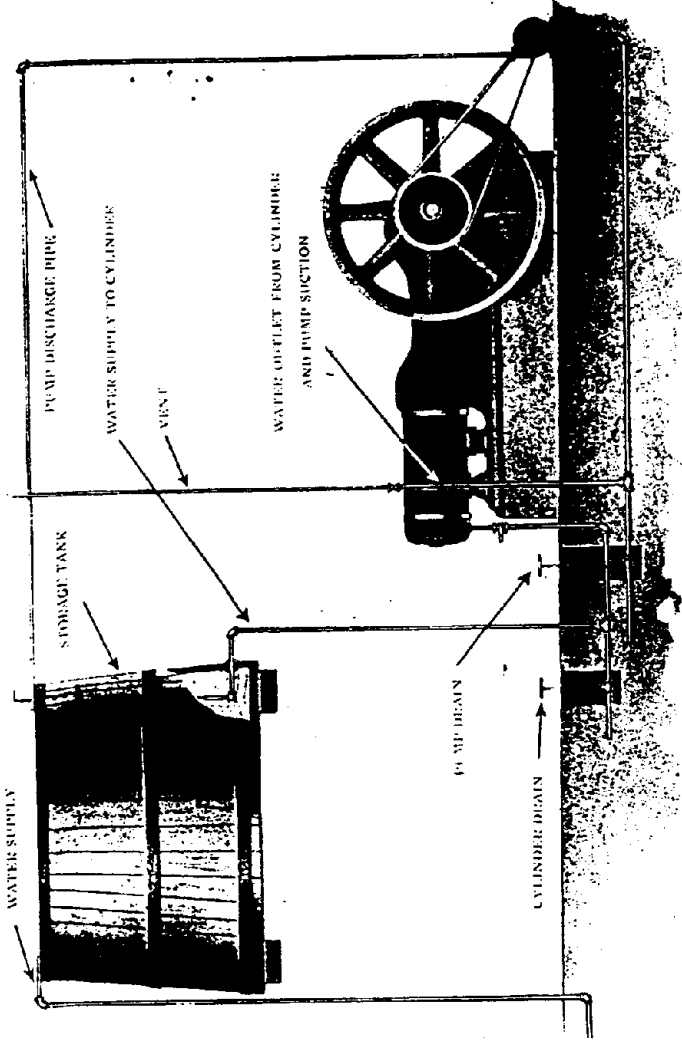 PUMP DISCHARGE PIPE
WATER SUPPLY TO CYLINDER
VENT
WATER OUTLET FROM CYLINDER
AND PUMP SUCTION
STORAGE TANK
WATER SUPPLY
PUMP DRAIN
CYLINDER DRAIN